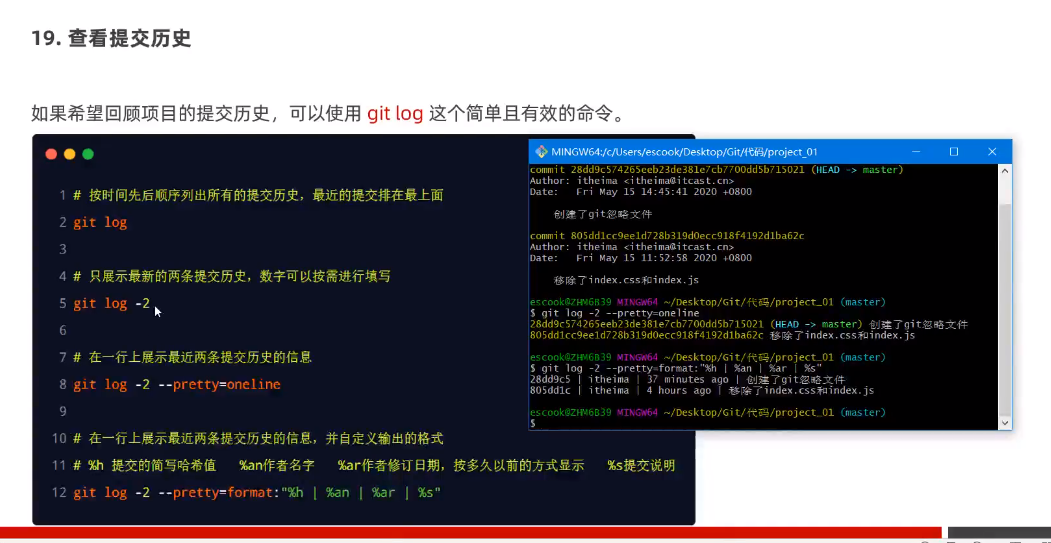 19. 查看提交历史
如果希望回顾项目的提交历史，可以使用 git log 这个简单且有效的命令。
1 # 按时间先后顺序列出所有的提交历史，最近的提交排在最上面
2 git log
3
4 # 只展示最新的两条提交历史，数字可以按需进行填写
5 git log -2
6
7 # 在一行上展示最近两条提交历史的信息
8 git log -2 --pretty=oneline
9
10 # 在一行上展示最近两条提交历史的信息，并自定义输出的格式
11 # %h 提交的简写哈希值 %an作者名字 %ar作者修订日期，按多久以前的方式显示 %s提交说明
12 git log -2 --pretty=format:"%h | %an | %ar | %s"
MINGW64:/c/Users/escook/Desktop/Git/代码/project_01
commit 28dd9c574265eeb23de381e7cb7700dd5b715021 (HEAD -> master)
Author: itheima <itheima@itcast.cn>
Date: Fri May 15 14:45:41 2020 +0800
创建了git忽略文件
commit 805dd1cc9ee1d728b319d0ecc918f4192d1ba62c
Author: itheima <itheima@itcast.cn>
Date: Fri May 15 11:52:58 2020 +0800
移除了index.css和index.js
escook@ZHM6B39 MINGW64 ~/Desktop/Git/代码/project_01 (master)
$ git log -2 --pretty=oneline
28dd9c574265eeb23de381e7cb7700dd5b715021 (HEAD -> master) 创建了git忽略文件
805dd1cc9ee1d728b319d0ecc918f4192d1ba62c 移除了index.css和index.js
escook@ZHM6B39 MINGW64 ~/Desktop/Git/代码/project_01 (master)
$ git log -2 --pretty=format:"%h | %an | %ar | %s"
28dd9c5 | itheima | 37 minutes ago | 创建了git忽略文件
805dd1c | itheima | 4 hours ago | 移除了index.css和index.js
escook@ZHM6B39 MINGW64 ~/Desktop/Git/代码/project_01 (master)
$